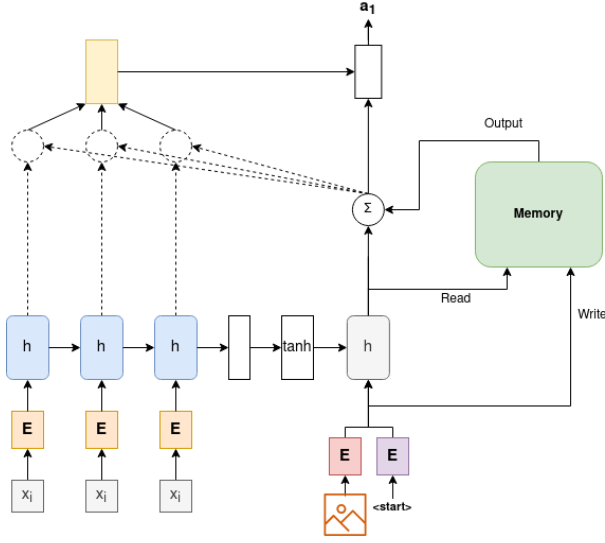 a₁
Output
Σ
Memory
Read
Write
h
h
h
tanh
h
E
E
E
E
E
xᵢ
xᵢ
xᵢ
<start>